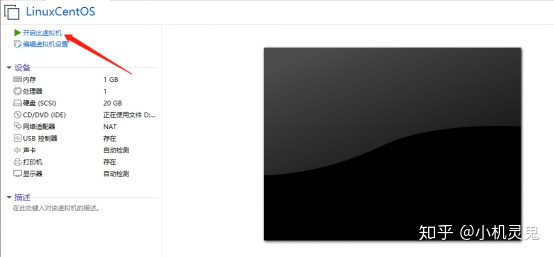 LinuxCentOS
开启此虚拟机
编辑虚拟机设置
设备
内存 1 GB
处理器 1
硬盘 (SCSI) 20 GB
CD/DVD (IDE) 正在使用文件 D:...
网络适配器 NAT
USB 控制器 存在
声卡 自动检测
打印机 存在
显示器 自动检测
描述
在此处键入对该虚拟机的描述。
知乎 @小机灵鬼